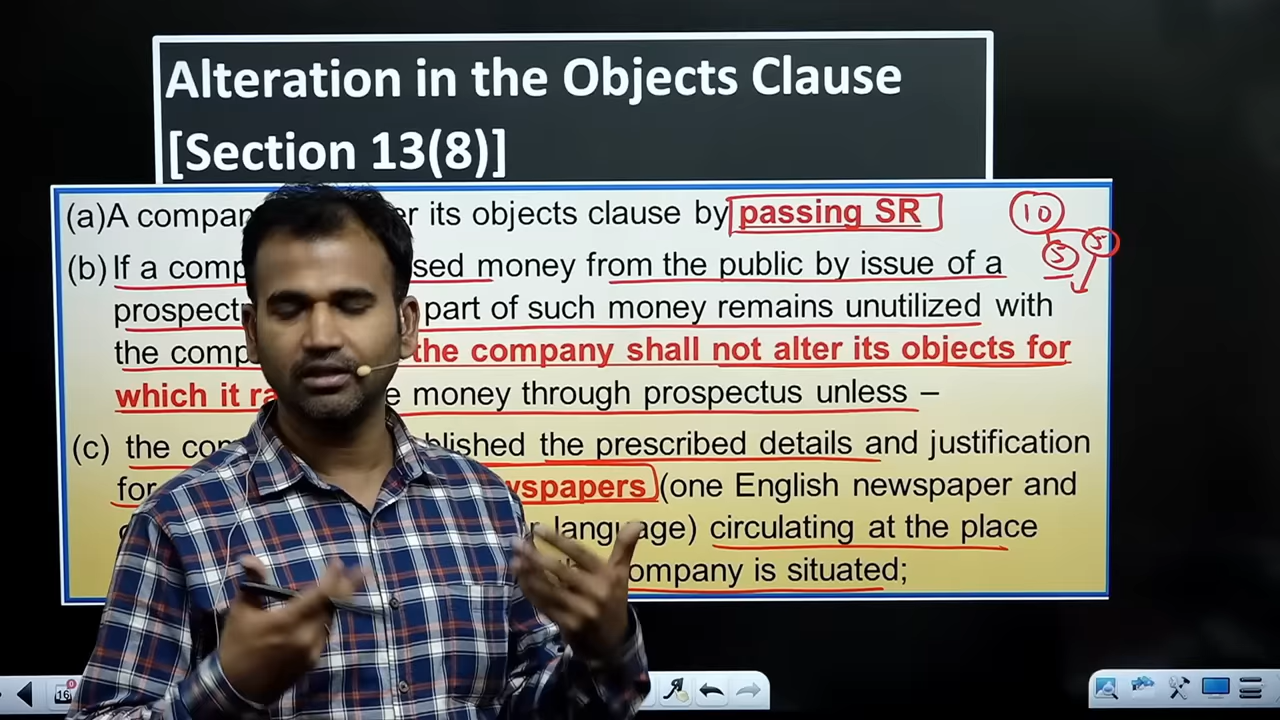 Alteration in the Objects Clause
[Section 13(8)]
(a) A compan er its objects clause by passing SR
10
5 5
(b) If a comp sed money from the public by issue of a
prospect part of such money remains unutilized with
the comp the company shall not alter its objects for
which it ra e money through prospectus unless –
(c) the co blished the prescribed details and justification
for wspapers (one English newspaper and
r language) circulating at the place
ompany is situated;
16